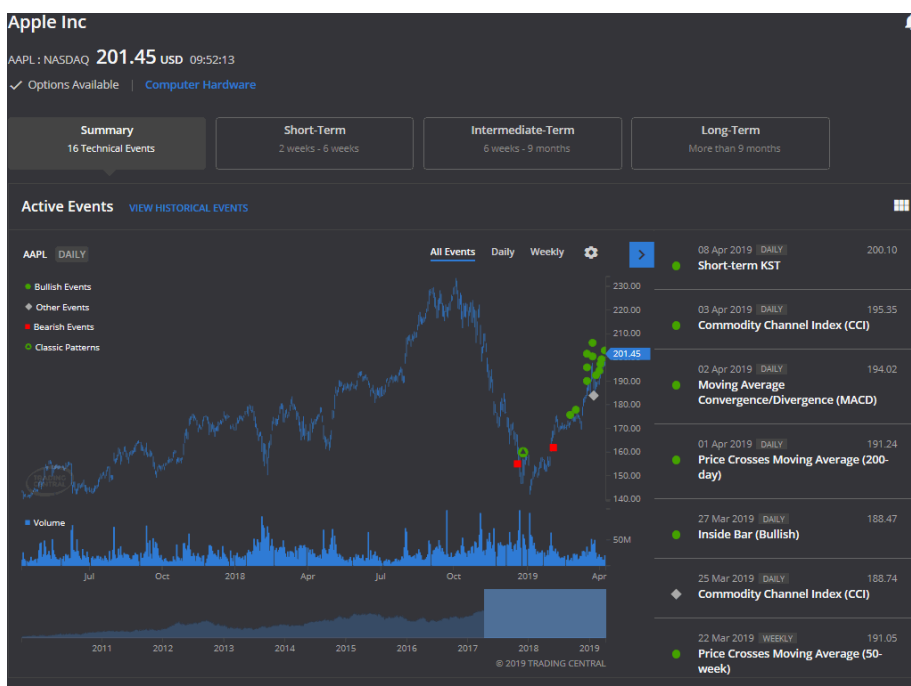 Apple Inc
AAPL : NASDAQ 201.45 USD 09:52:13
Options Available | Computer Hardware
Summary
16 Technical Events
Short-Term
2 weeks - 6 weeks
Intermediate-Term
6 weeks - 9 months
Long-Term
More than 9 months
Active Events VIEW HISTORICAL EVENTS
AAPL DAILY
All Events Daily Weekly
Bullish Events
Other Events
Bearish Events
Classic Patterns
230.00
220.00
210.00
201.45
190.00
180.00
170.00
160.00
150.00
140.00
TRADING
CENTRAL
Volume
50M
Jul Oct 2018 Apr Jul Oct 2019 Apr
2011 2012 2013 2014 2015 2016 2017 2018 2019
© 2019 TRADING CENTRAL
08 Apr 2019 DAILY 200.10
Short-term KST
03 Apr 2019 DAILY 195.35
Commodity Channel Index (CCI)
02 Apr 2019 DAILY 194.02
Moving Average
Convergence/Divergence (MACD)
01 Apr 2019 DAILY 191.24
Price Crosses Moving Average (200-
day)
27 Mar 2019 DAILY 188.47
Inside Bar (Bullish)
25 Mar 2019 DAILY 188.74
Commodity Channel Index (CCI)
22 Mar 2019 WEEKLY 191.05
Price Crosses Moving Average (50-
week)